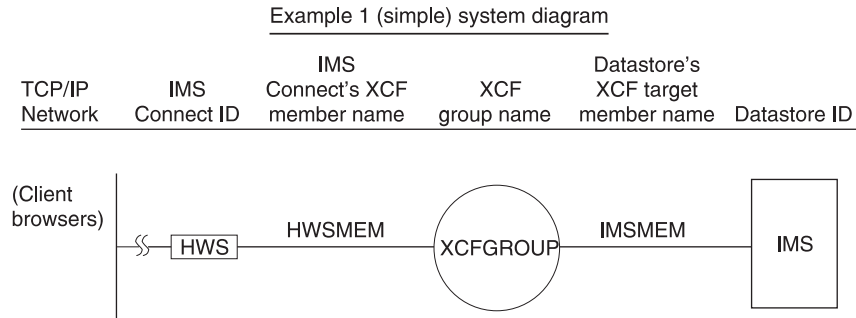 Example 1 (simple) system diagram
TCP/IP
Network
IMS
Connect ID
IMS
Connect's XCF
member name
XCF
group name
Datastore's
XCF target
member name
Datastore ID
(Client
browsers)
HWS
HWSMEM
XCFGROUP
IMSMEM
IMS